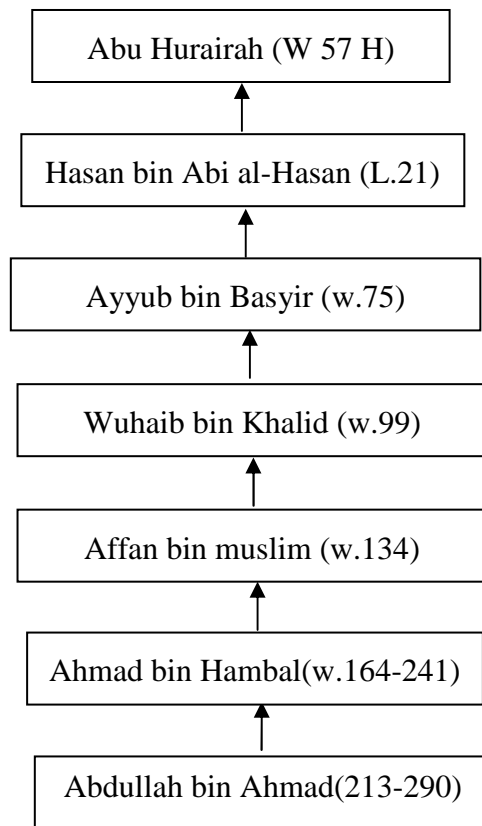 Abu Hurairah (W 57 H)
Hasan bin Abi al-Hasan (L.21)
Ayyub bin Basyir (w.75)
Wuhaib bin Khalid (w.99)
Affan bin muslim (w.134)
Ahmad bin Hambal(w.164-241)
Abdullah bin Ahmad(213-290)